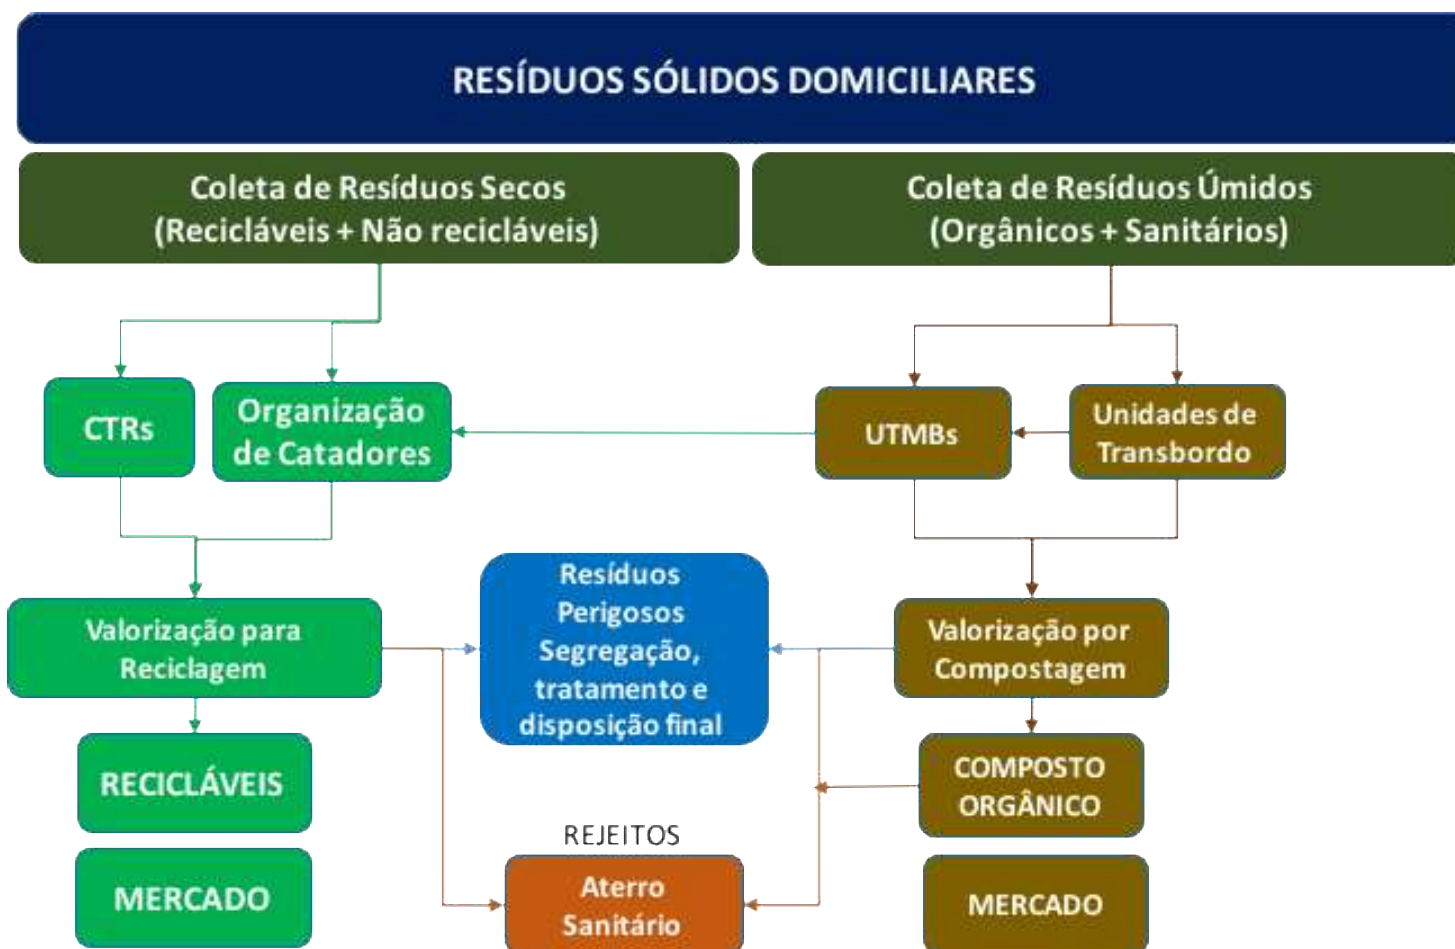 RESÍDUOS SÓLIDOS DOMICILIARES
Coleta de Resíduos Secos
(Recicláveis + Não recicláveis)
Coleta de Resíduos Úmidos
(Orgânicos + Sanitários)
CTRs
Organização
de Catadores
UTMBs
Unidades de
Transbordo
Valorização para
Reciclagem
Resíduos
Perigosos
Segregação,
tratamento e
disposição final
Valorização por
Compostagem
RECICLÁVEIS
COMPOSTO
ORGÂNICO
REJEITOS
MERCADO
Aterro
Sanitário
MERCADO